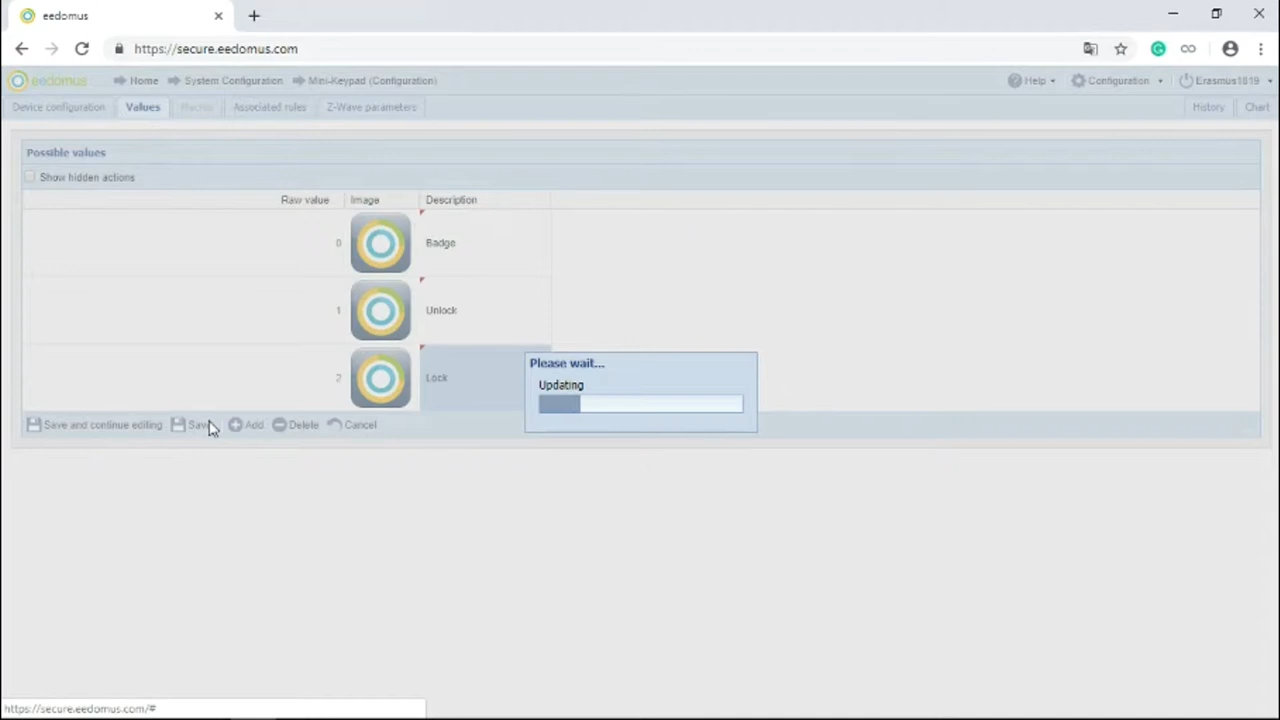 eedomus
https://secure.eedomus.com
eedomus Home System Configuration Mini-Keypad (Configuration) Help Configuration Erasmus1819
Device configuration Values Macros Associated rules Z-Wave parameters History Chart
Possible values
Show hidden actions
Raw value Image Description
0 Badge
1 Unlock
2 Lock
Please wait...
Updating
Save and continue editing Save Add Delete Cancel
https://secure.eedomus.com/#